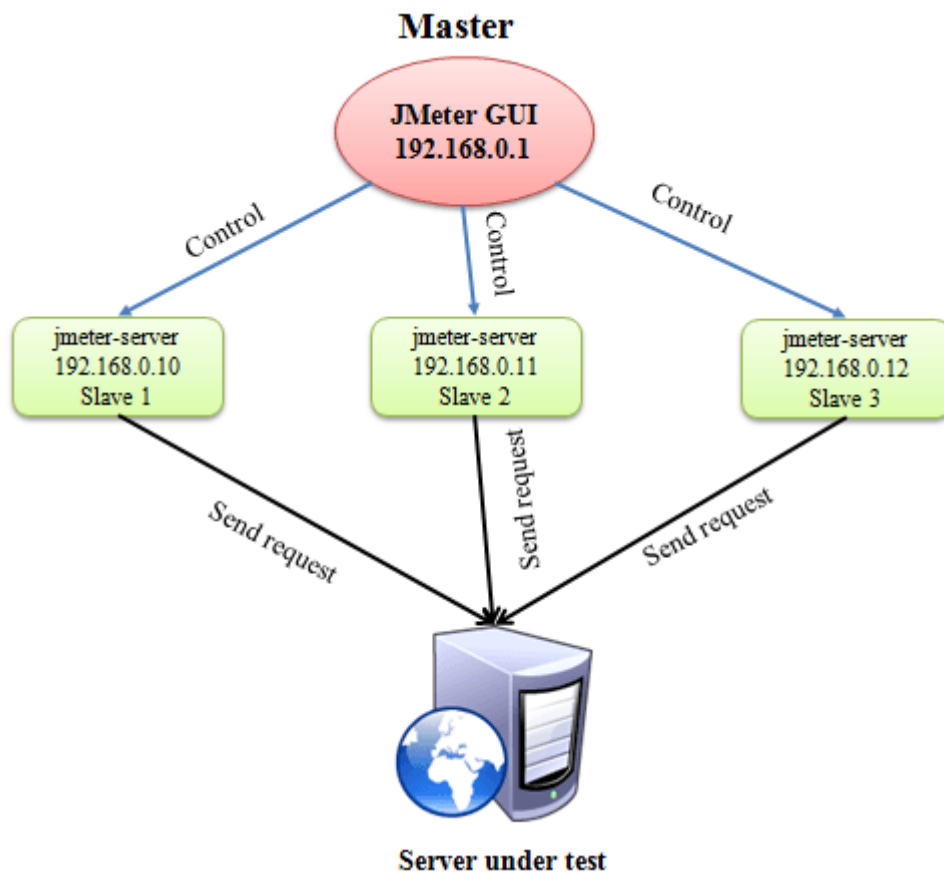 Master
JMeter GUI
192.168.0.1
Control
Control
Control
jmeter-server
192.168.0.10
Slave 1
jmeter-server
192.168.0.11
Slave 2
jmeter-server
192.168.0.12
Slave 3
Send request
Send request
Send request
Server under test